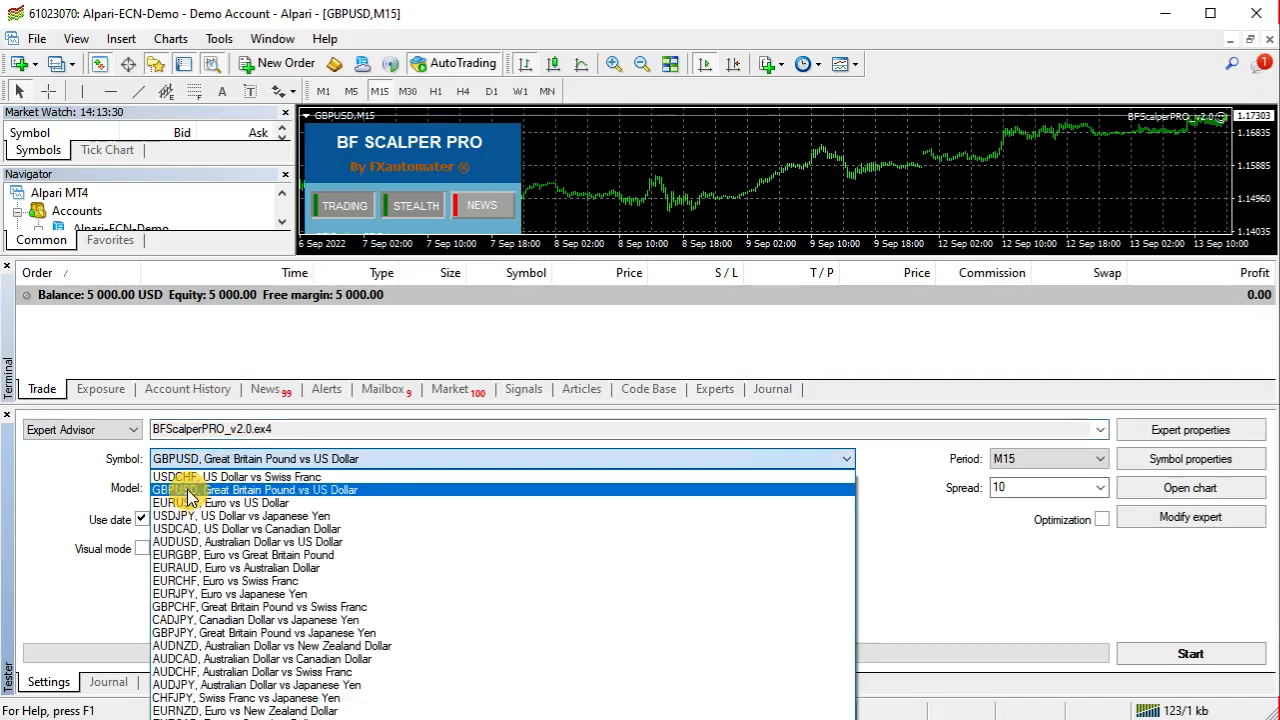 61023070: Alpari-ECN-Demo - Demo Account - Alpari - [GBPUSD,M15]
File View Insert Charts Tools Window Help
New Order AutoTrading 1
M1 M5 M15 M30 H1 H4 D1 W1 MN
Market Watch: 14:13:30
Symbol Bid Ask
Symbols Tick Chart
Navigator
Alpari MT4
Accounts
Alpari-ECN-Demo
Common Favorites
GBPUSD,M15
BFScalperPRO_v2.0
BF SCALPER PRO
By FXautomater ®
TRADING STEALTH NEWS
1.17303
1.16835
1.15885
1.14960
1.14035
6 Sep 2022 7 Sep 02:00 7 Sep 10:00 7 Sep 18:00 8 Sep 02:00 8 Sep 10:00 8 Sep 18:00 9 Sep 02:00 9 Sep 10:00 9 Sep 18:00 12 Sep 02:00 12 Sep 10:00 12 Sep 18:00 13 Sep 02:00 13 Sep 10:00
Order / Time Type Size Symbol Price S / L T / P Price Commission Swap Profit
Balance: 5 000.00 USD Equity: 5 000.00 Free margin: 5 000.00 0.00
Terminal
Trade Exposure Account History News 99 Alerts Mailbox 9 Market 100 Signals Articles Code Base Experts Journal
Expert Advisor BFScalperPRO_v2.0.ex4 Expert properties
Symbol: GBPUSD, Great Britain Pound vs US Dollar Period: M15 Symbol properties
Model: Spread: 10 Open chart
Use date Optimization Modify expert
Visual mode
USDCHF, US Dollar vs Swiss Franc
GBPUSD, Great Britain Pound vs US Dollar
EURUSD, Euro vs US Dollar
USDJPY, US Dollar vs Japanese Yen
USDCAD, US Dollar vs Canadian Dollar
AUDUSD, Australian Dollar vs US Dollar
EURGBP, Euro vs Great Britain Pound
EURAUD, Euro vs Australian Dollar
EURCHF, Euro vs Swiss Franc
EURJPY, Euro vs Japanese Yen
GBPCHF, Great Britain Pound vs Swiss Franc
CADJPY, Canadian Dollar vs Japanese Yen
GBPJPY, Great Britain Pound vs Japanese Yen
AUDNZD, Australian Dollar vs New Zealand Dollar
AUDCAD, Australian Dollar vs Canadian Dollar
AUDCHF, Australian Dollar vs Swiss Franc
AUDJPY, Australian Dollar vs Japanese Yen
CHFJPY, Swiss Franc vs Japanese Yen
EURNZD, Euro vs New Zealand Dollar
Start
Tester
Settings Journal
For Help, press F1 123/1 kb